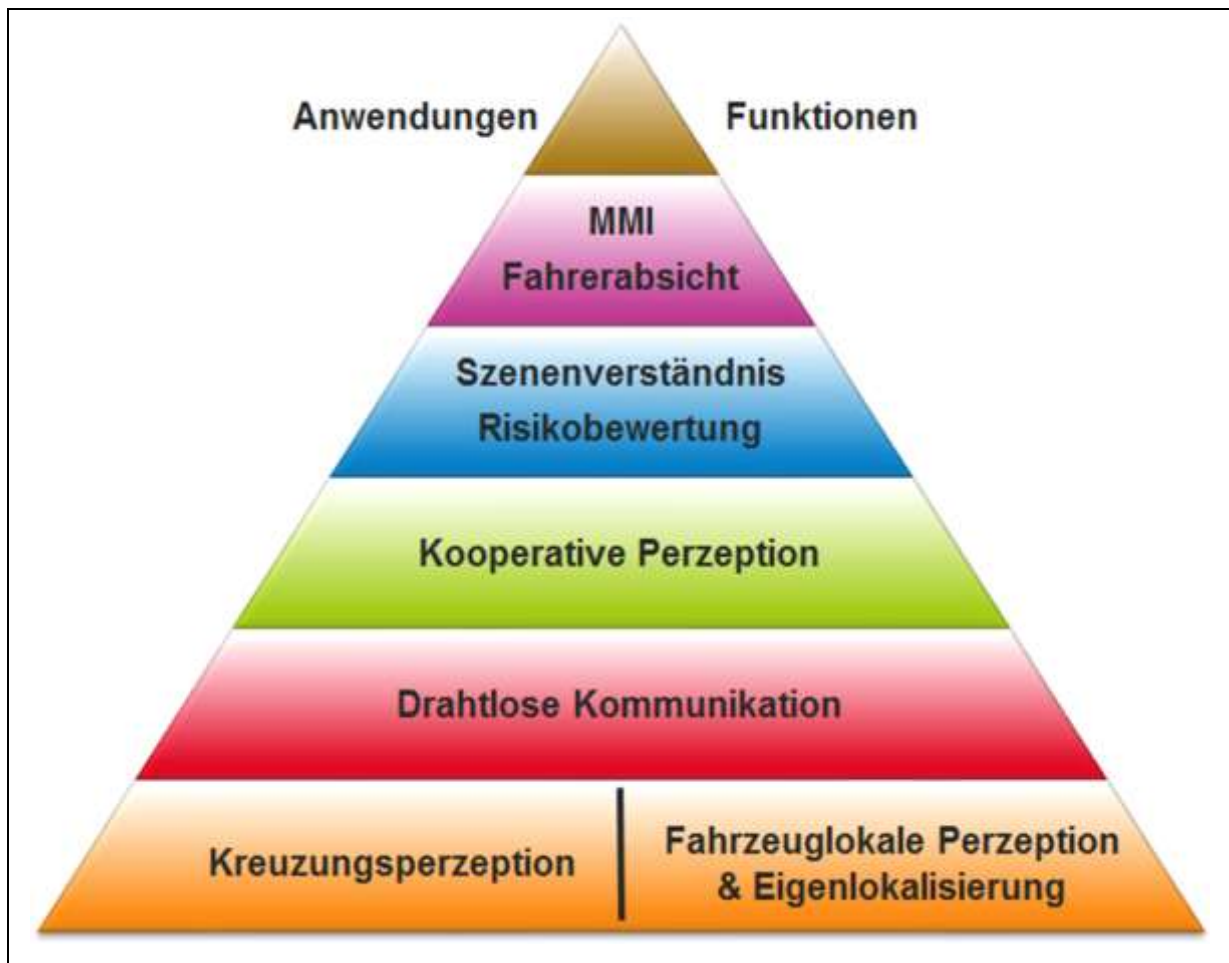 Anwendungen Funktionen
MMI
Fahrerabsicht
Szenenverständnis
Risikobewertung
Kooperative Perzeption
Drahtlose Kommunikation
Kreuzungsperzeption
Fahrzeuglokale Perzeption
& Eigenlokalisierung